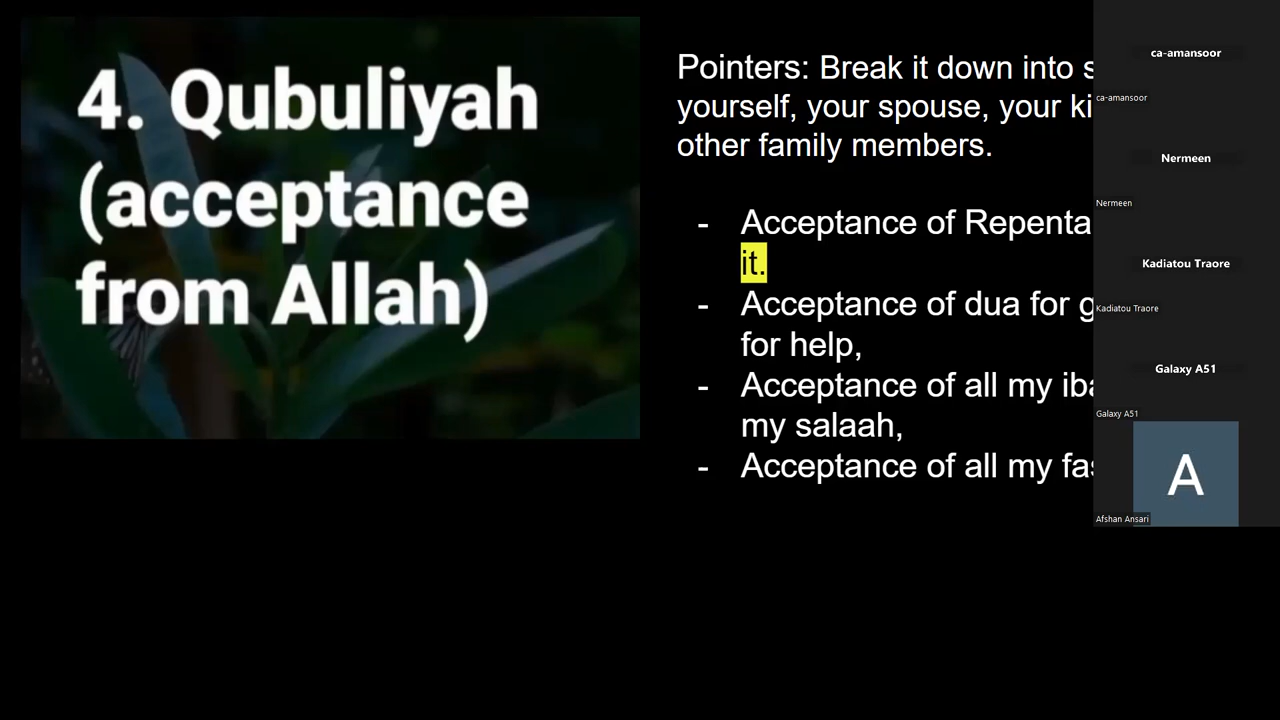 4. Qubuliyah
(acceptance
from Allah)
Pointers: Break it down into s
yourself, your spouse, your ki
other family members.
- Acceptance of Repenta
it.
- Acceptance of dua for g
for help,
- Acceptance of all my iba
my salaah,
- Acceptance of all my fas
ca-amansoor
ca-amansoor
Nermeen
Nermeen
Kadiatou Traore
Kadiatou Traore
Galaxy A51
Galaxy A51
A
Afshan Ansari